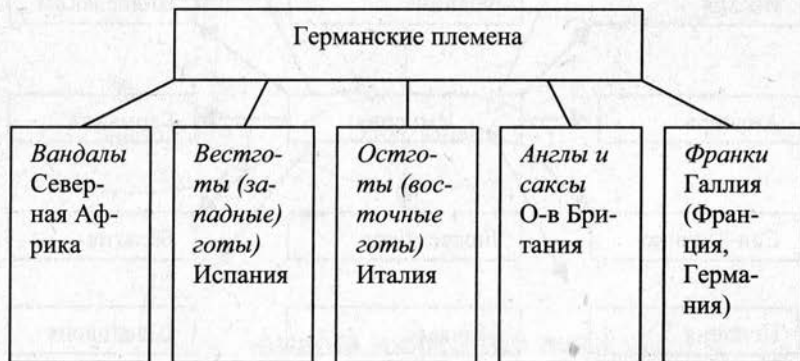 Германские племена
Вандалы
Север-
ная Аф-
рика
Вестго-
ты (за-
падные)
готы)
Испания
Остго-
ты (вос-
точные
готы)
Италия
Англы и
саксы
О-в Бри-
тания
Франки
Галлия
(Фран-
ция,
Герма-
ния)